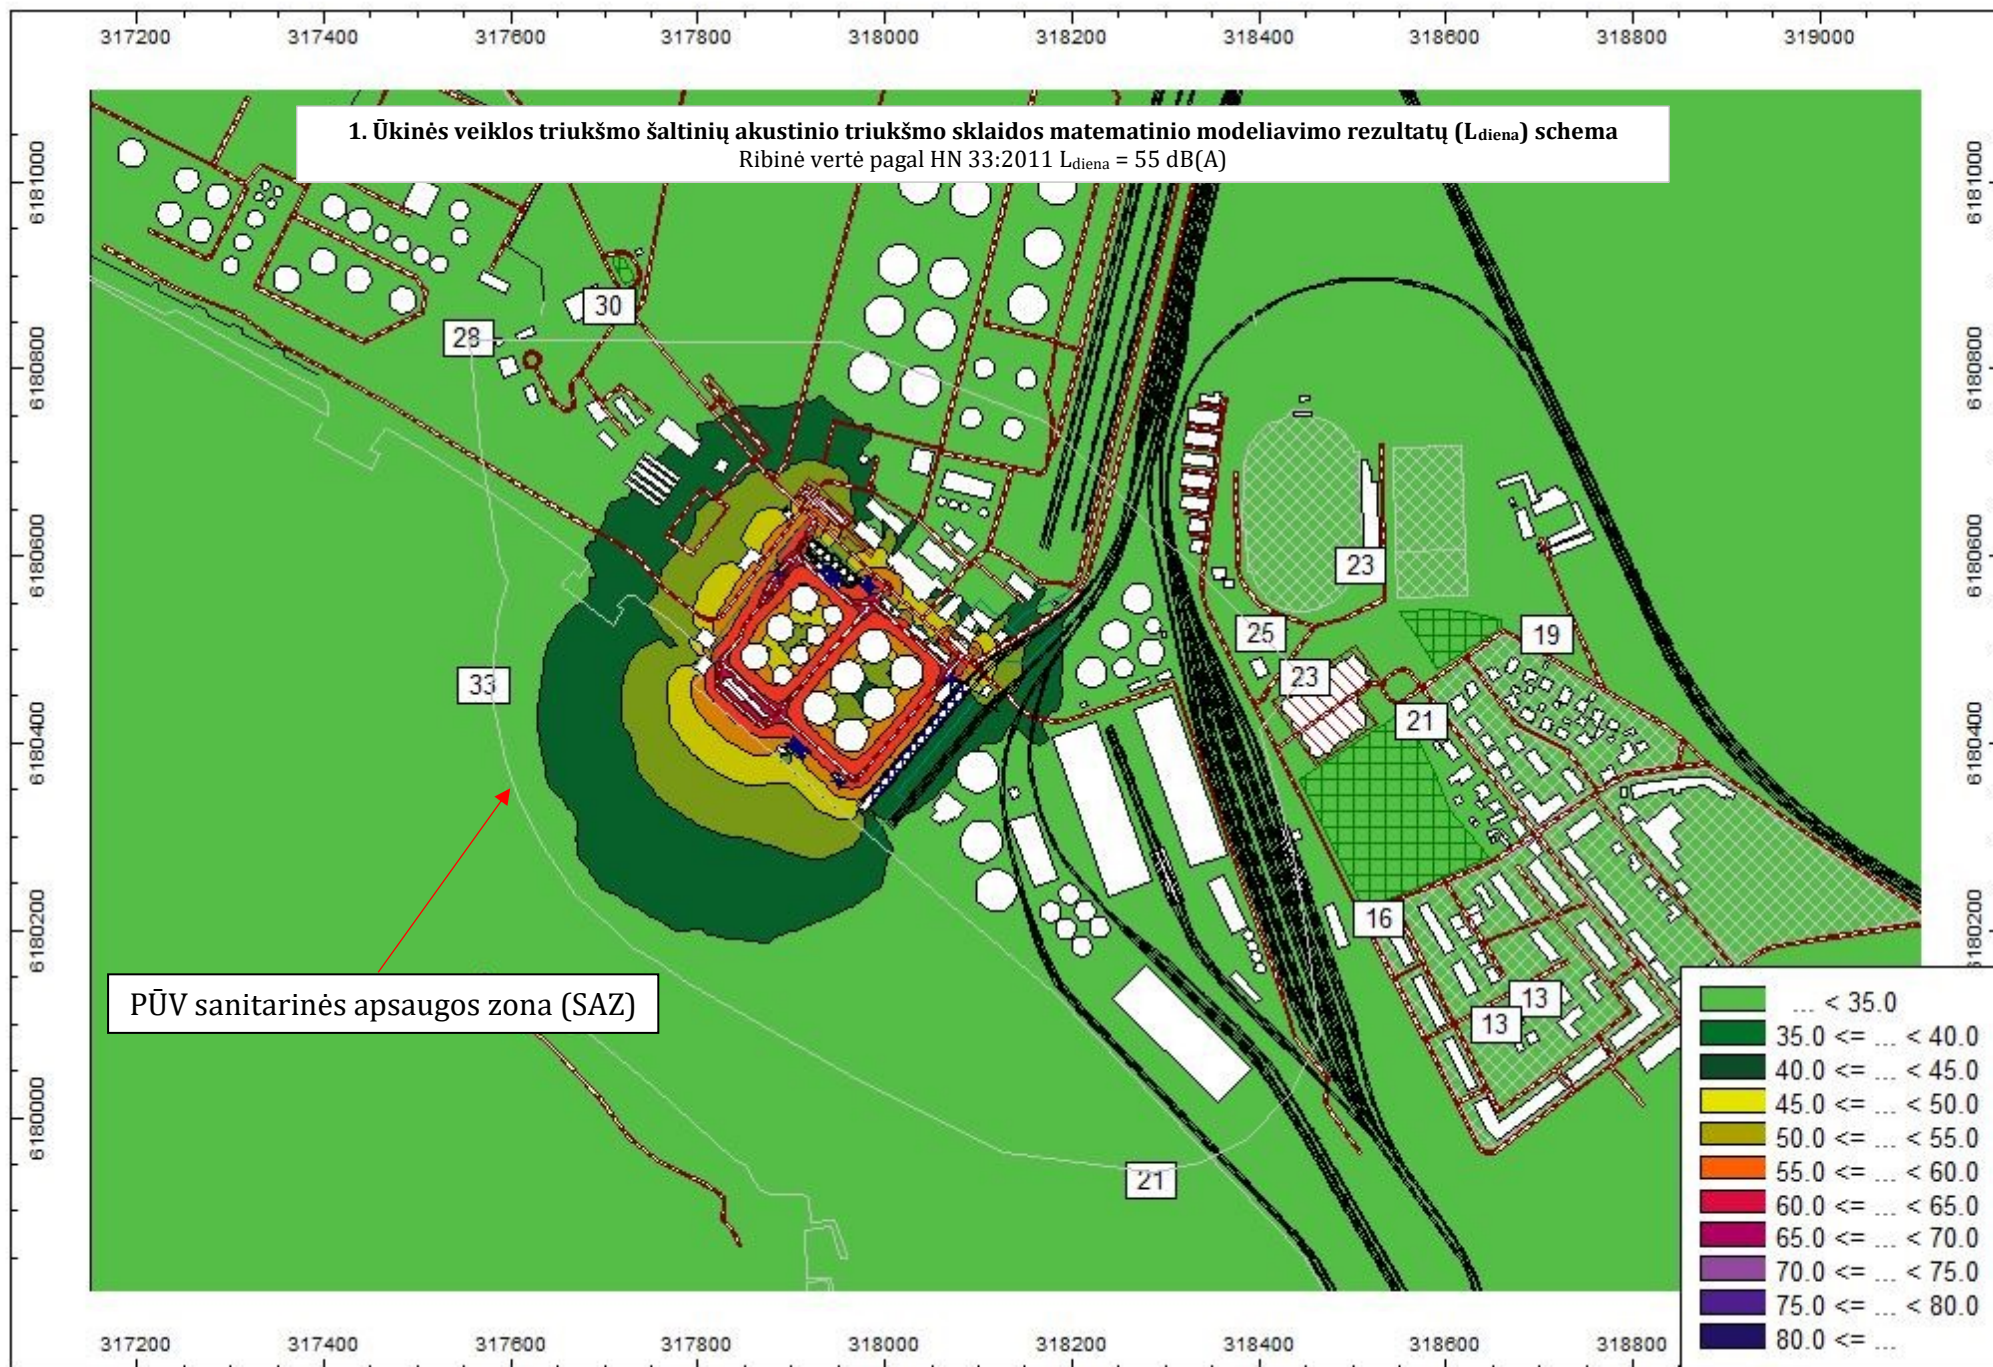 317200 317400 317600 317800 318000 318200 318400 318600 318800 319000
1. Ūkinės veiklos triukšmo šaltinių akustinio triukšmo sklaidos matematinio modeliavimo rezultatų (Ldiena) schema
Ribinė vertė pagal HN 33:2011 Ldiena = 55 dB(A)
6181000
6181000
30
28
6180800
6180800
6180600
6180600
23
25
19
23
33
21
6180400
6180400
16
6180200
6180200
PŪV sanitarinės apsaugos zona (SAZ)
13
13
6180000
21
... < 35.0
35.0 <= ... < 40.0
40.0 <= ... < 45.0
45.0 <= ... < 50.0
50.0 <= ... < 55.0
55.0 <= ... < 60.0
60.0 <= ... < 65.0
65.0 <= ... < 70.0
70.0 <= ... < 75.0
75.0 <= ... < 80.0
80.0 <= ...
317200 317400 317600 317800 318000 318200 318400 318600 318800